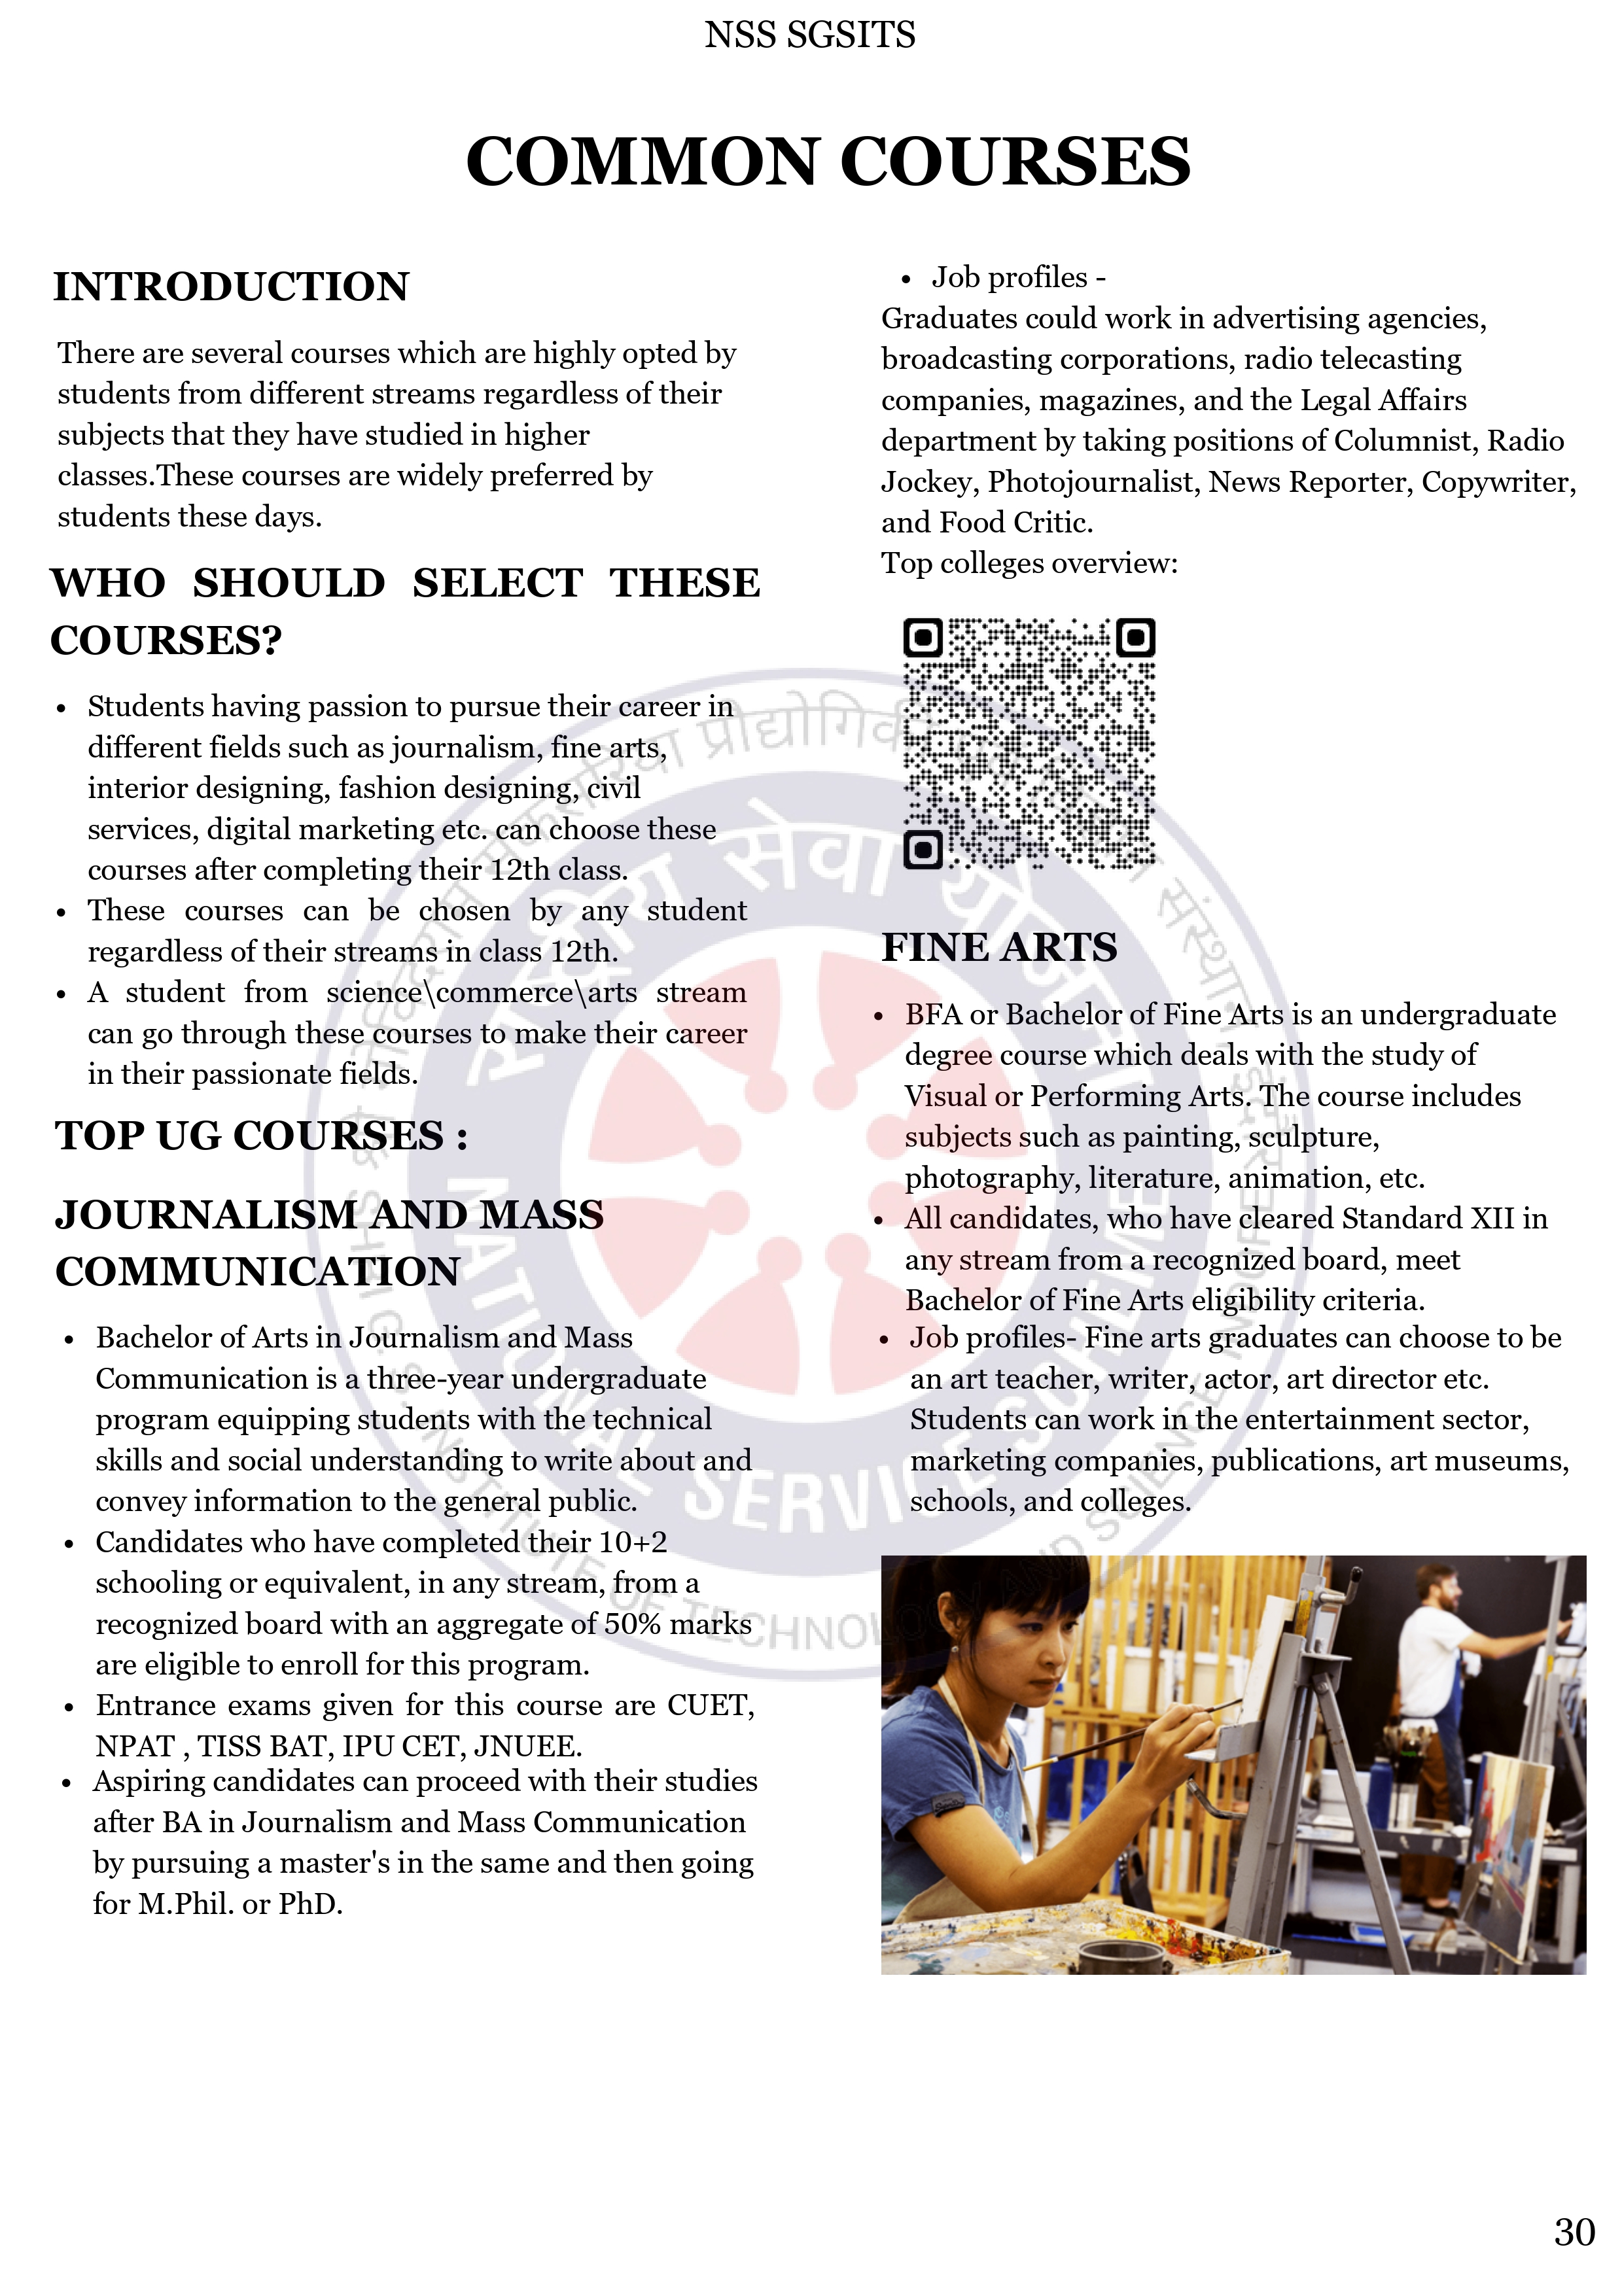 NSS SGSITS
COMMON COURSES
INTRODUCTION
There are several courses which are highly opted by
students from different streams regardless of their
subjects that they have studied in higher
classes.These courses are widely preferred by
students these days.
WHO SHOULD SELECT THESE
COURSES?
• Students having passion to pursue their career in
different fields such as journalism, fine arts,
interior designing, fashion designing, civil
services, digital marketing etc. can choose these
courses after completing their 12th class.
• These courses can be chosen by any student
regardless of their streams in class 12th.
• A student from science\commerce\arts stream
can go through these courses to make their career
in their passionate fields.
TOP UG COURSES :
JOURNALISM AND MASS
COMMUNICATION
• Bachelor of Arts in Journalism and Mass
Communication is a three-year undergraduate
program equipping students with the technical
skills and social understanding to write about and
convey information to the general public.
• Candidates who have completed their 10+2
schooling or equivalent, in any stream, from a
recognized board with an aggregate of 50% marks
are eligible to enroll for this program.
• Entrance exams given for this course are CUET,
NPAT , TISS BAT, IPU CET, JNUEE.
• Aspiring candidates can proceed with their studies
after BA in Journalism and Mass Communication
by pursuing a master's in the same and then going
for M.Phil. or PhD.
• Job profiles -
Graduates could work in advertising agencies,
broadcasting corporations, radio telecasting
companies, magazines, and the Legal Affairs
department by taking positions of Columnist, Radio
Jockey, Photojournalist, News Reporter, Copywriter,
and Food Critic.
Top colleges overview:
FINE ARTS
• BFA or Bachelor of Fine Arts is an undergraduate
degree course which deals with the study of
Visual or Performing Arts. The course includes
subjects such as painting, sculpture,
photography, literature, animation, etc.
• All candidates, who have cleared Standard XII in
any stream from a recognized board, meet
Bachelor of Fine Arts eligibility criteria.
• Job profiles- Fine arts graduates can choose to be
an art teacher, writer, actor, art director etc.
Students can work in the entertainment sector,
marketing companies, publications, art museums,
schools, and colleges.
सेवा योजना
NATIONAL SERVICE SCHEME
INSTITUTE OF TECHNOLOGY AND SCIENCE INDORE
30